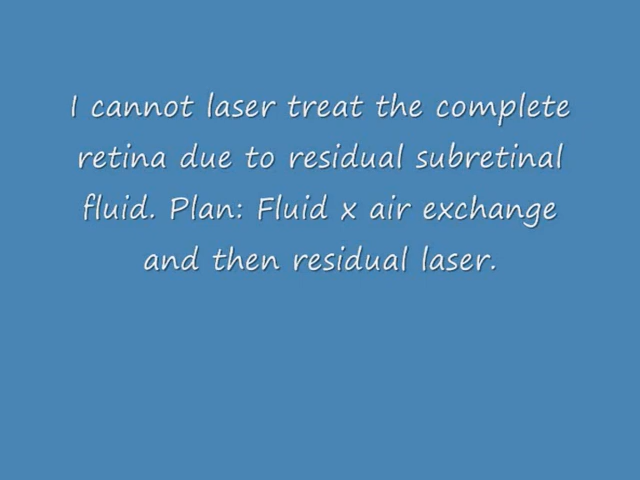 I cannot laser treat the complete
retina due to residual subretinal
fluid. Plan: Fluid x air exchange
and then residual laser.